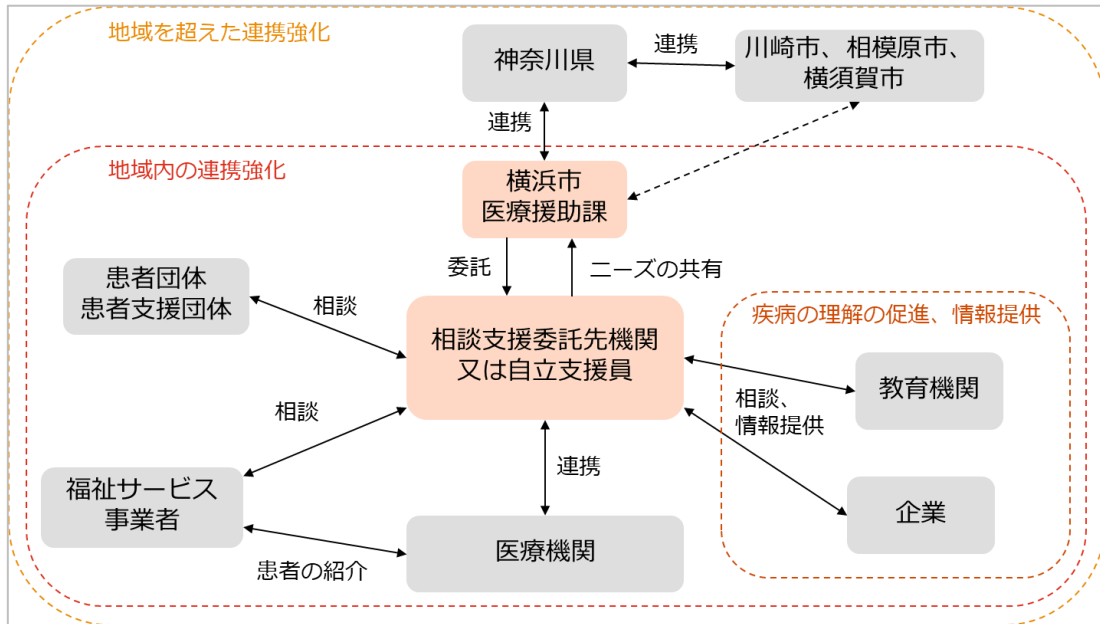 地域を超えた連携強化
神奈川県
連携
川崎市、相模原市、
横須賀市
連携
地域内の連携強化
横浜市
医療援助課
委託
ニーズの共有
患者団体
患者支援団体
相談
相談支援委託先機関
又は自立支援員
疾病の理解の促進、情報提供
教育機関
相談、
情報提供
相談
連携
福祉サービス
事業者
企業
医療機関
患者の紹介